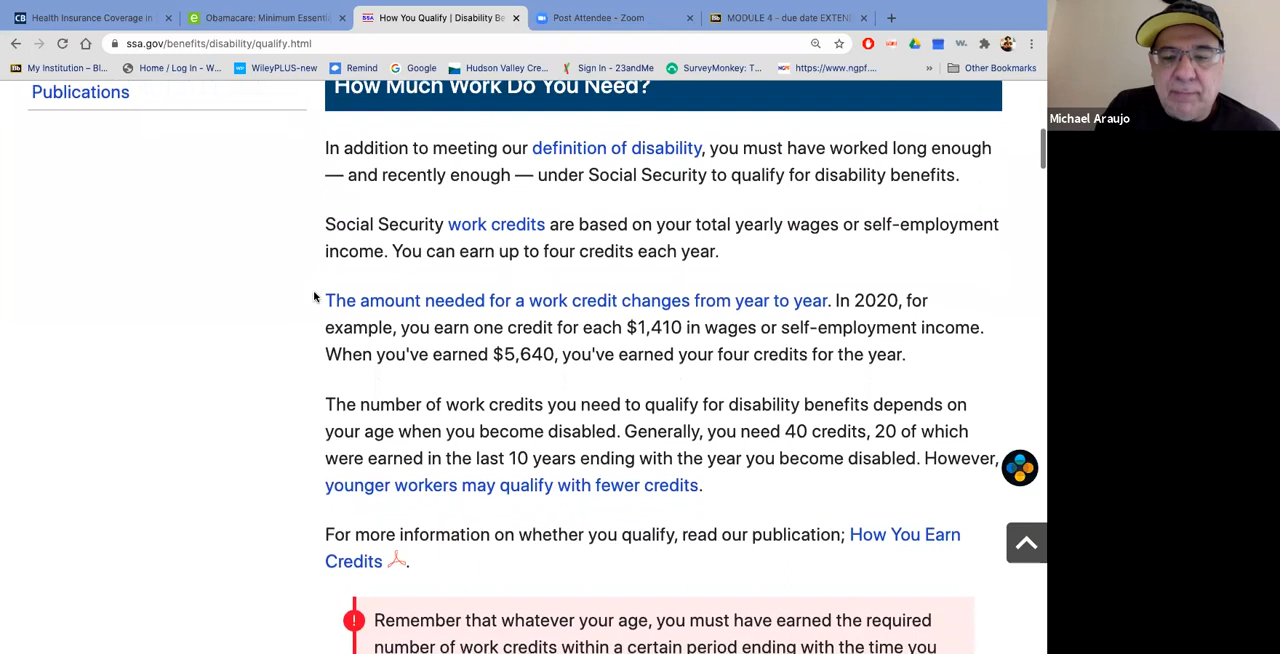 CB Health Insurance Coverage in
e Obamacare: Minimum Essenti
SSA How You Qualify | Disability Be
Post Attendee - Zoom
Bb MODULE 4 - due date EXTEN
ssa.gov/benefits/disability/qualify.html
Bb My Institution – Bl...
Home / Log In - W...
WP WileyPLUS-new
Remind
G Google
Hudson Valley Cre...
Sign In - 23andMe
SurveyMonkey: T...
https://www.ngpf....
»
Other Bookmarks
Michael Araujo
Publications
How Much Work Do You Need?
In addition to meeting our definition of disability, you must have worked long enough
— and recently enough — under Social Security to qualify for disability benefits.
Social Security work credits are based on your total yearly wages or self-employment
income. You can earn up to four credits each year.
The amount needed for a work credit changes from year to year. In 2020, for
example, you earn one credit for each $1,410 in wages or self-employment income.
When you've earned $5,640, you've earned your four credits for the year.
The number of work credits you need to qualify for disability benefits depends on
your age when you become disabled. Generally, you need 40 credits, 20 of which
were earned in the last 10 years ending with the year you become disabled. However,
younger workers may qualify with fewer credits.
For more information on whether you qualify, read our publication; How You Earn
Credits .
! Remember that whatever your age, you must have earned the required
number of work credits within a certain period ending with the time you